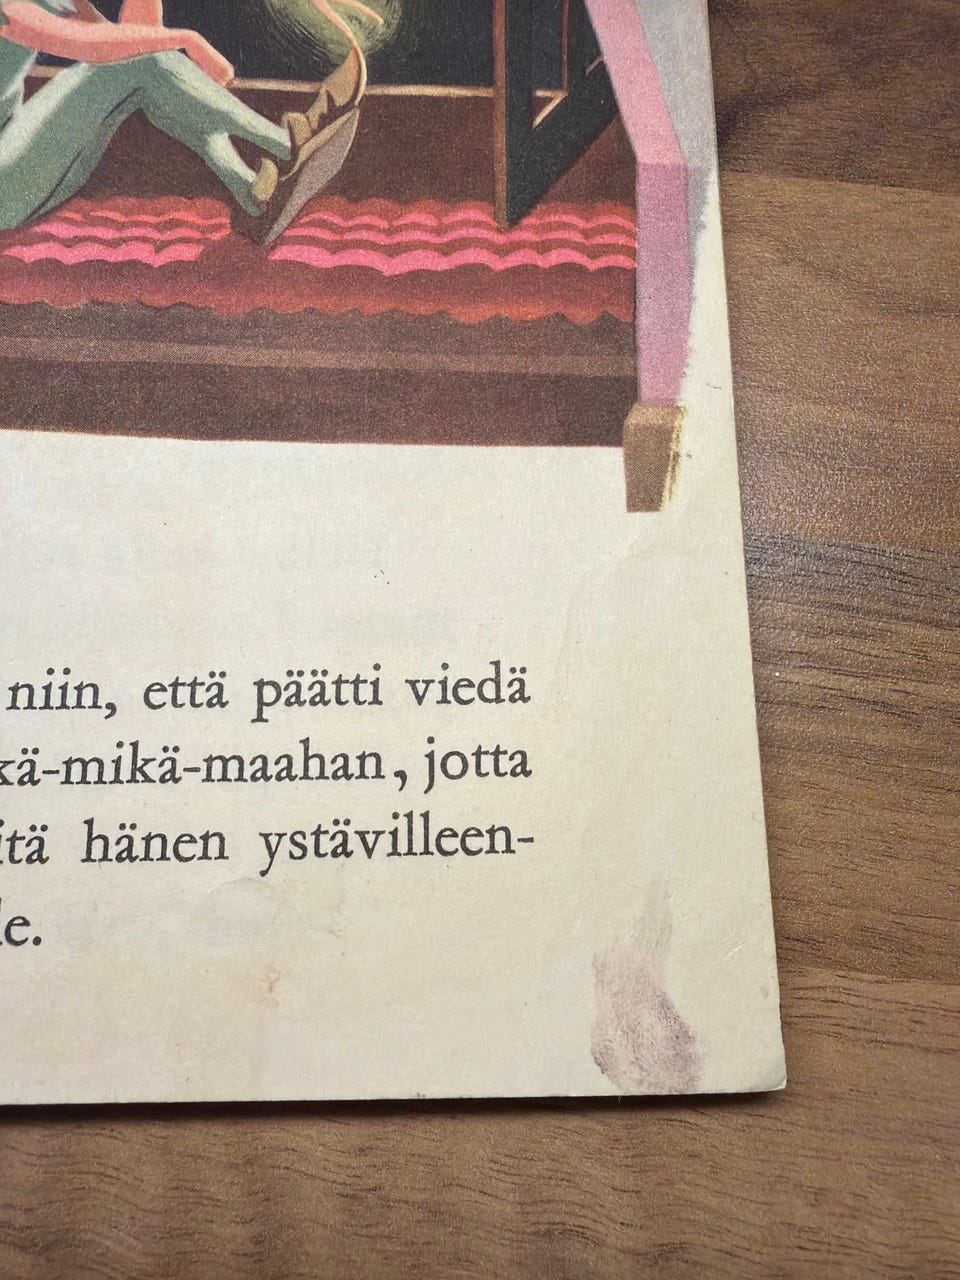 niin, että päätti viedä
kä-mikä-maahan, jotta
itä hänen ystävilleen-
le.